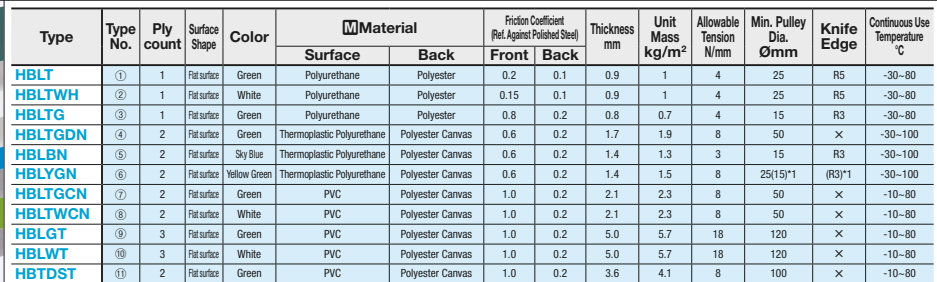 Type Type No. Ply count Surface Shape Color MMaterial Friction Coefficient (Ref. Against Polished Steel) Thickness mm Unit Mass kg/m² Allowable Tension N/mm Min. Pulley Dia. Ømm Knife Edge Continuous Use Temperature °C
Surface Back Front Back
HBLT ① 1 Flat surface Green Polyurethane Polyester 0.2 0.1 0.9 1 4 25 R5 -30~80
HBLTWH ② 1 Flat surface White Polyurethane Polyester 0.15 0.1 0.9 1 4 25 R5 -30~80
HBLTG ③ 1 Flat surface Green Polyurethane Polyester 0.8 0.2 0.8 0.7 4 15 R3 -30~80
HBLTGDN ④ 2 Flat surface Green Thermoplastic Polyurethane Polyester Canvas 0.6 0.2 1.7 1.9 8 50 × -30~100
HBLBN ⑤ 2 Flat surface Sky Blue Thermoplastic Polyurethane Polyester Canvas 0.6 0.2 1.4 1.3 3 15 R3 -30~100
HBLYGN ⑥ 2 Flat surface Yellow Green Thermoplastic Polyurethane Polyester Canvas 0.6 0.2 1.4 1.5 8 25(15)*1 (R3)*1 -30~100
HBLTGCN ⑦ 2 Flat surface Green PVC Polyester Canvas 1.0 0.2 2.1 2.3 8 50 × -10~80
HBLTWCN ⑧ 2 Flat surface White PVC Polyester Canvas 1.0 0.2 2.1 2.3 8 50 × -10~80
HBLGT ⑨ 3 Flat surface Green PVC Polyester Canvas 1.0 0.2 5.0 5.7 18 120 × -10~80
HBLWT ⑩ 3 Flat surface White PVC Polyester Canvas 1.0 0.2 5.0 5.7 18 120 × -10~80
HBTDST ⑪ 2 Flat surface Green PVC Polyester Canvas 1.0 0.2 3.6 4.1 8 100 × -10~80